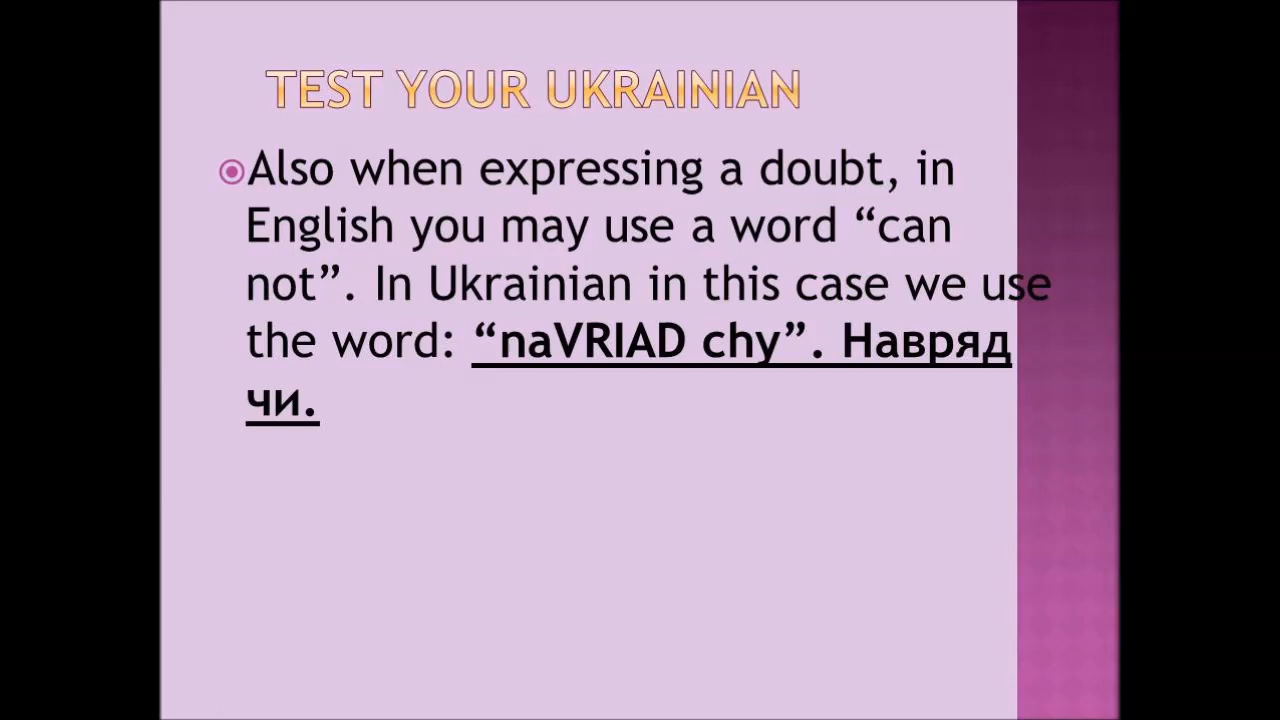 TEST YOUR UKRAINIAN
Also when expressing a doubt, in
English you may use a word “can
not”. In Ukrainian in this case we use
the word: “naVRIAD chy”. Навряд
чи.